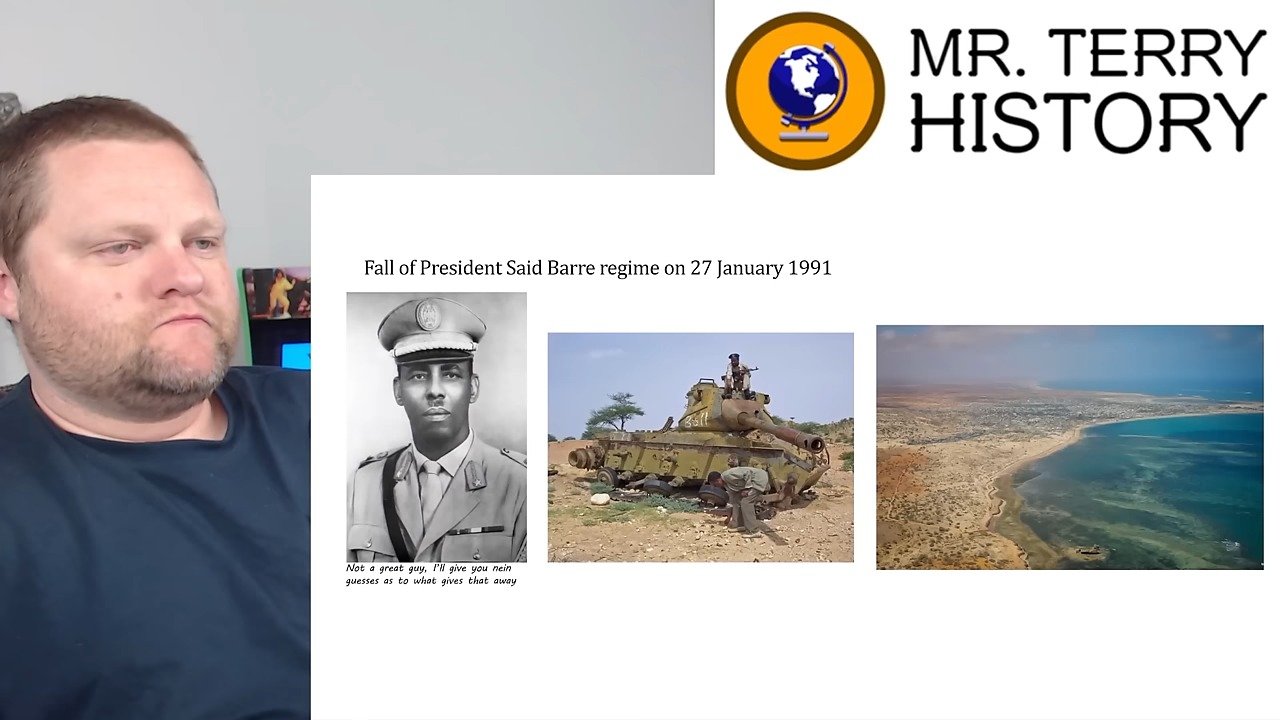 MR. TERRY
HISTORY
Fall of President Said Barre regime on 27 January 1991
Not a great guy, I'll give you nein
guesses as to what gives that away